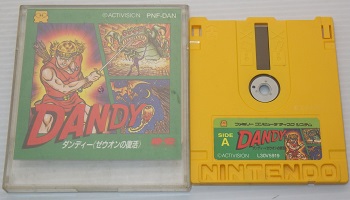 ©ACTIVISION PNF-DAN
DANDY
ダンディー〈ゼウオンの復活〉
SIDE
A
DANDY
©ACTIVISION
NINTENDO